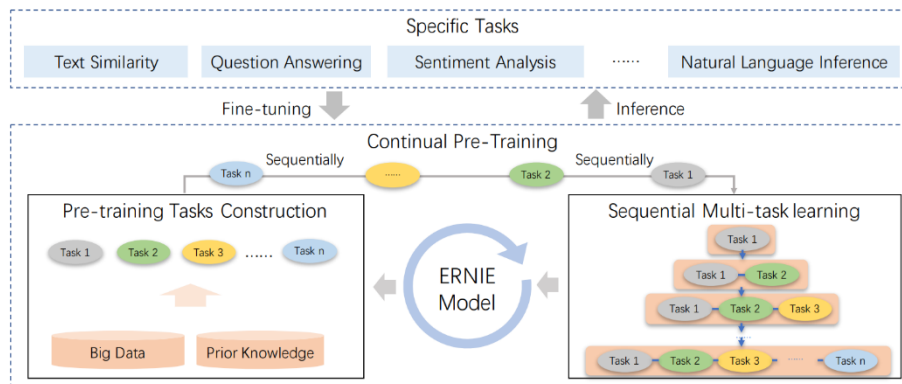 Specific Tasks
Text Similarity
Question Answering
Sentiment Analysis
......
Natural Language Inference
Fine-tuning
Inference
Continual Pre-Training
Sequentially
Sequentially
Task n
......
Task 2
Task 1
Pre-training Tasks Construction
Task 1
Task 2
Task 3
......
Task n
Big Data
Prior Knowledge
ERNIE
Model
Sequential Multi-task learning
Task 1
Task 1
Task 2
Task 1
Task 2
Task 3
......
Task 1
Task 2
Task 3
......
Task n